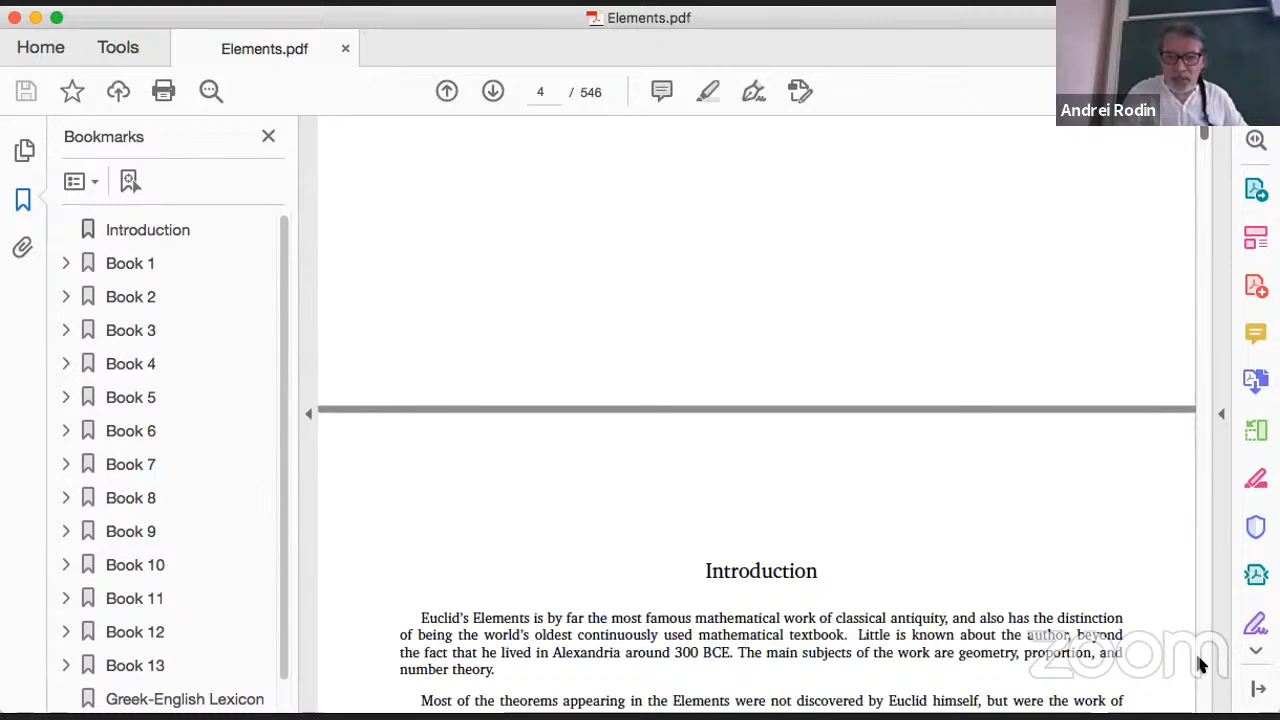 Elements.pdf
Home
Tools
Elements.pdf
4 / 546
Andrei Rodin
Bookmarks
Introduction
Book 1
Book 2
Book 3
Book 4
Book 5
Book 6
Book 7
Book 8
Book 9
Book 10
Book 11
Book 12
Book 13
Greek-English Lexicon
Introduction
Euclid's Elements is by far the most famous mathematical work of classical antiquity, and also has the distinction
of being the world's oldest continuously used mathematical textbook. Little is known about the author, beyond
the fact that he lived in Alexandria around 300 BCE. The main subjects of the work are geometry, proportion, and
number theory.
Most of the theorems appearing in the Elements were not discovered by Euclid himself, but were the work of
zoom